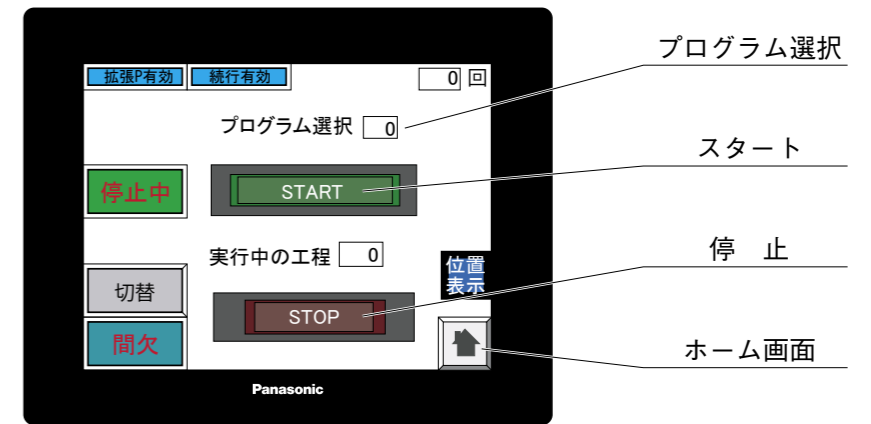 プログラム選択
拡張P有効 続行有効 0 回
プログラム選択 0
スタート
停止中 START
停 止
実行中の工程 0
位置
表示
切替
STOP
間欠
ホーム画面
Panasonic